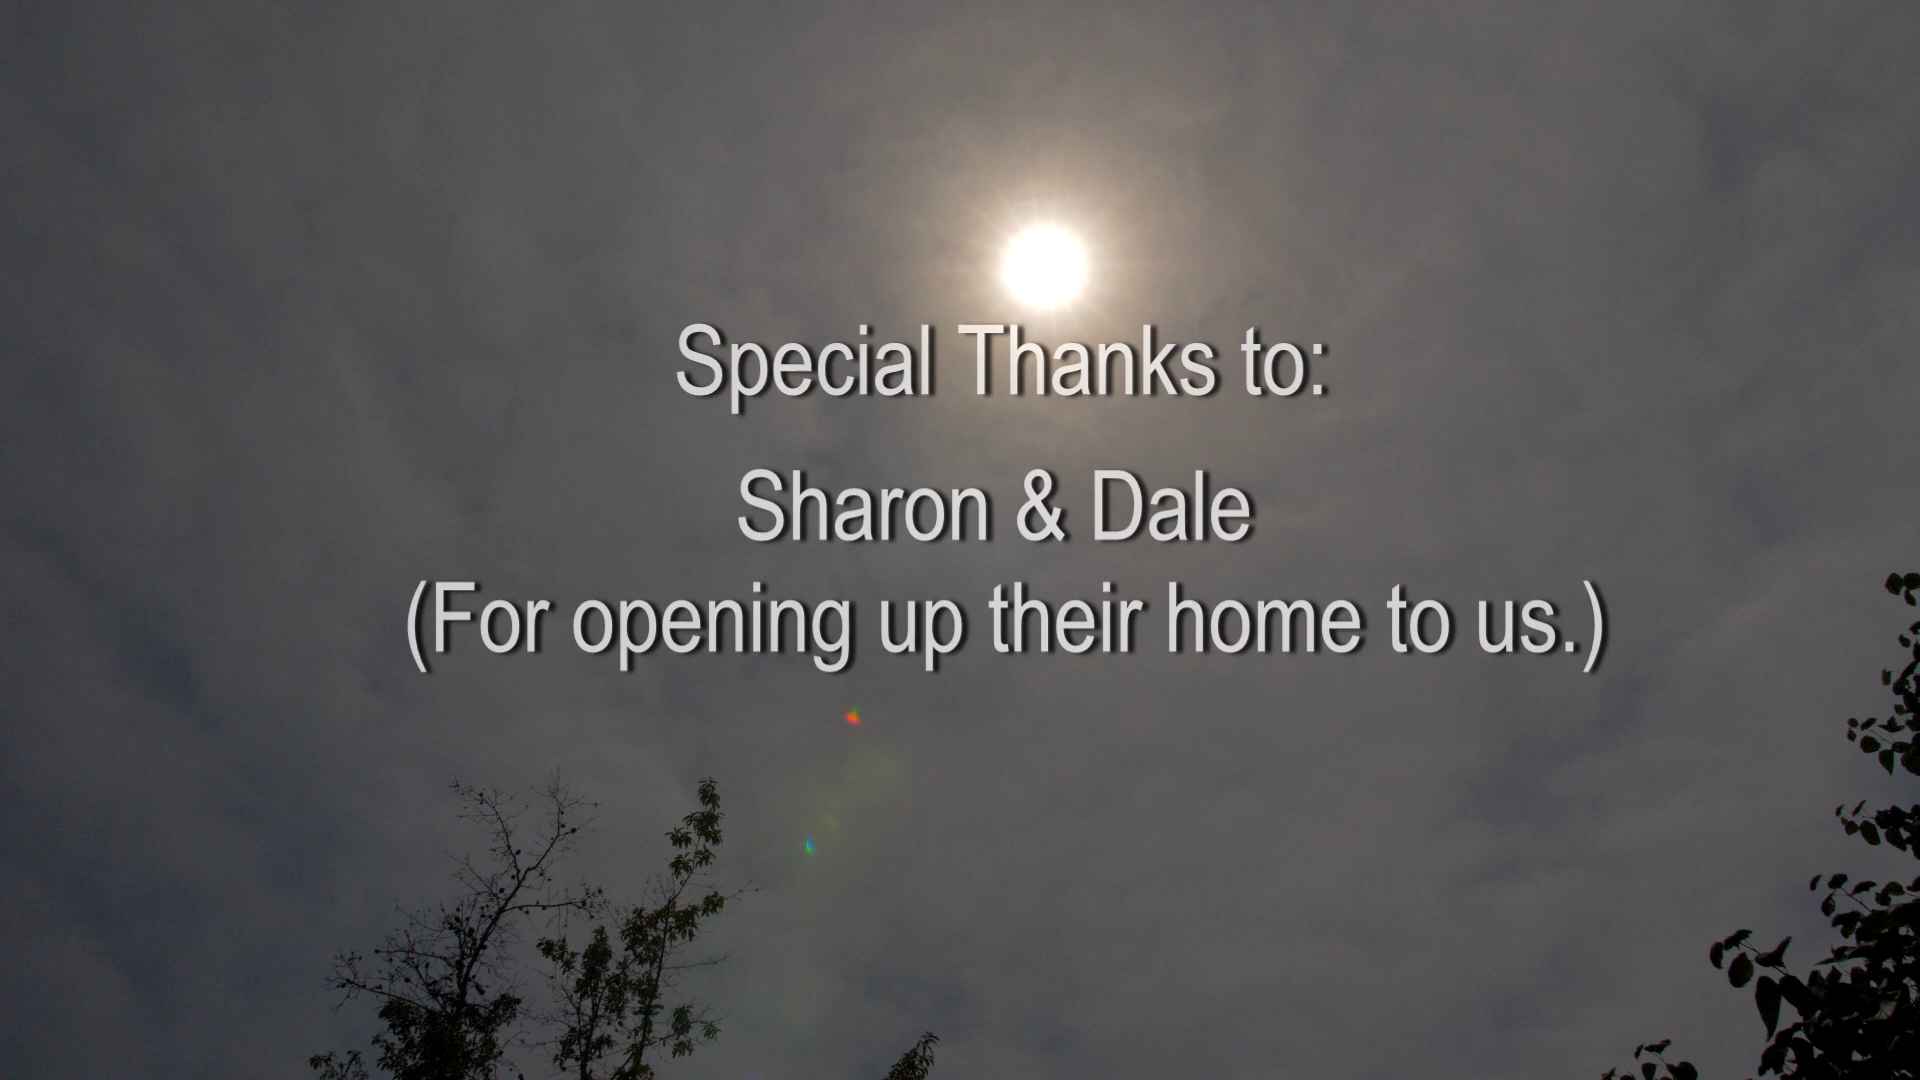 Special Thanks to:
Sharon & Dale
(For opening up their home to us.)